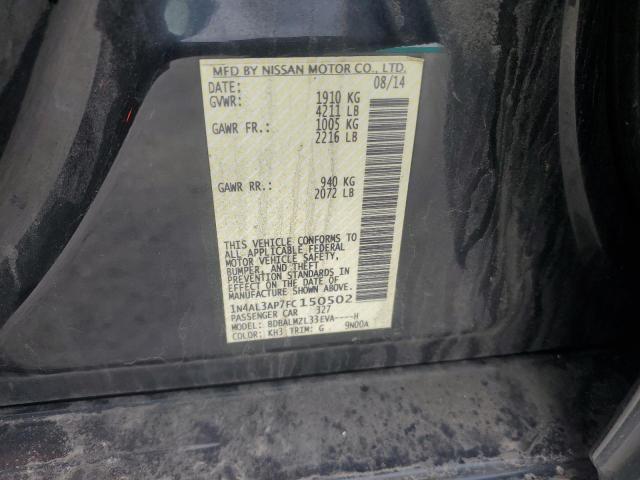 MFD BY NISSAN MOTOR CO., LTD.
DATE: 08/14
GVWR: 1910 KG
4211 LB
GAWR FR.: 1005 KG
2216 LB
GAWR RR.: 940 KG
2072 LB
THIS VEHICLE CONFORMS TO
ALL APPLICABLE FEDERAL
MOTOR VEHICLE SAFETY,
BUMPER, AND THEFT
PREVENTION STANDARDS IN
EFFECT ON THE DATE OF
MANUFACTURE SHOWN ABOVE.
1N4AL3AP7FC150502
PASSENGER CAR 327
MODEL: BDBALMZL33EVA----H
COLOR: KH3 TRIM: G 9N00A